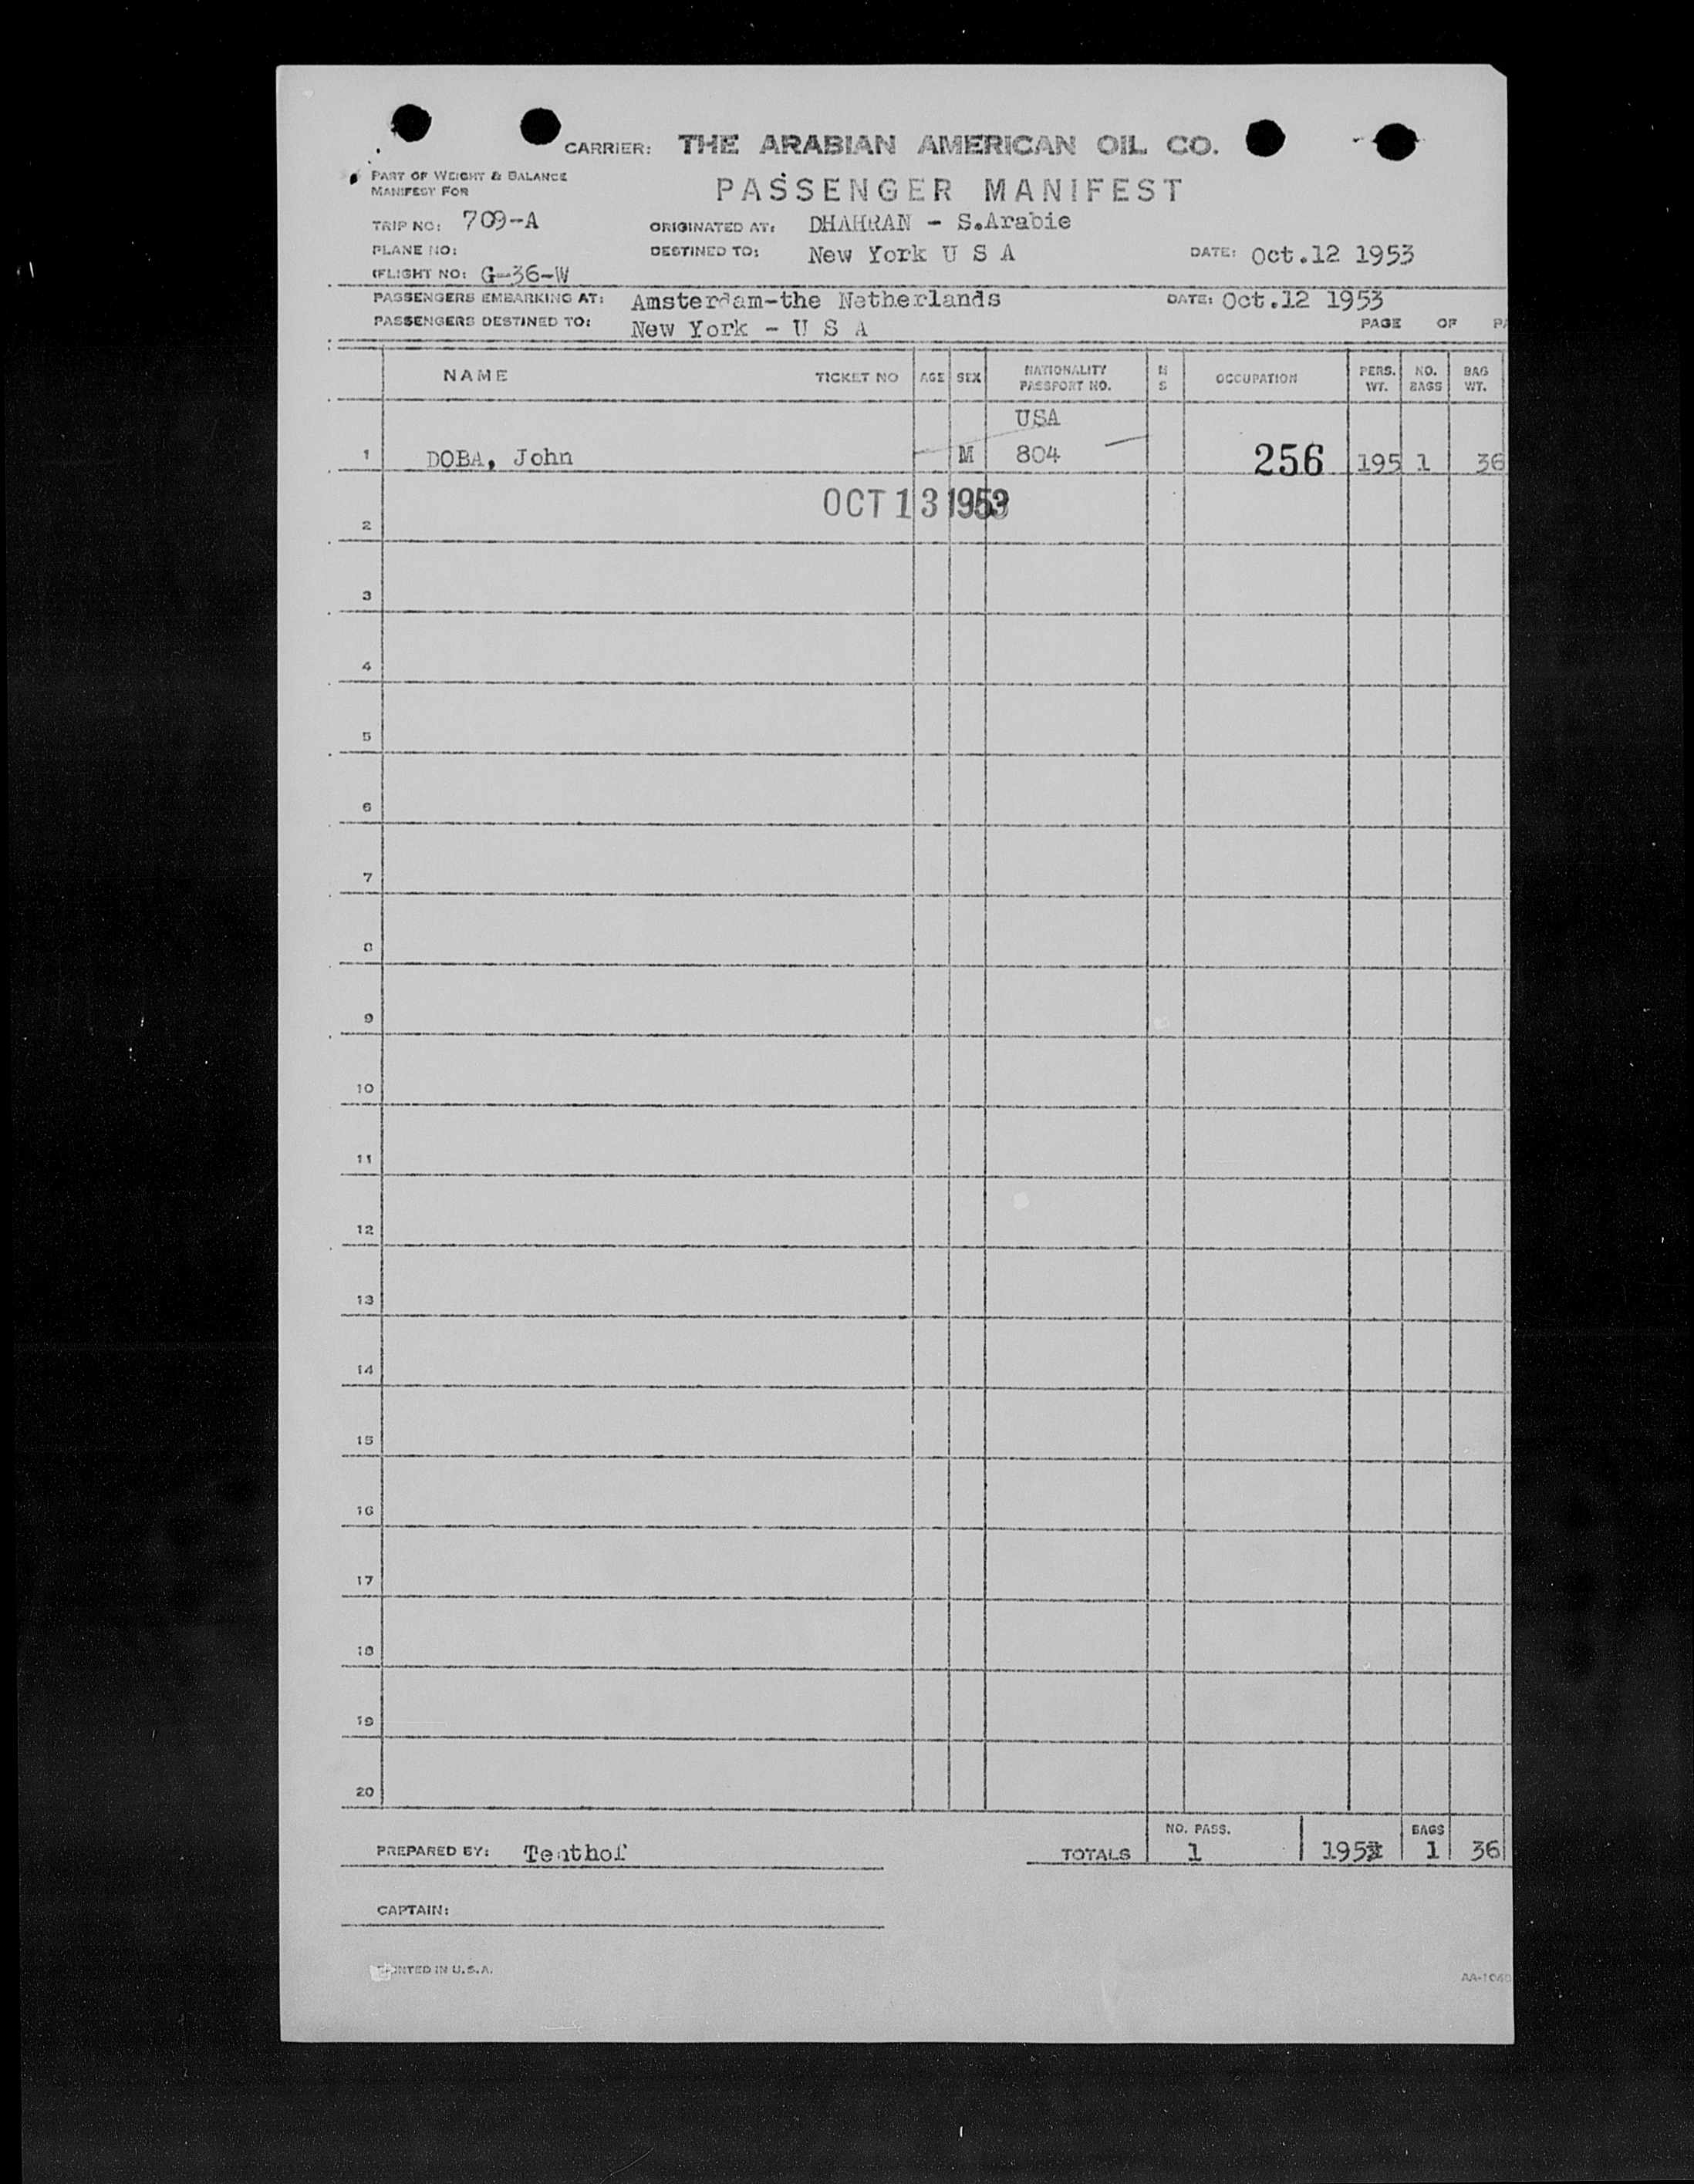 CARRIER: THE ARABIAN AMERICAN OIL CO.
PART OF WEIGHT & BALANCE
MANIFEST FOR
PASSENGER MANIFEST
TRIP NO: 709-A
ORIGINATED AT: DHAHRAN - S.Arabie
PLANE NO:
DESTINED TO: New York U S A
DATE: Oct.12 1953
(FLIGHT NO: G-36-W
PASSENGERS EMBARKING AT: Amsterdam-the Netherlands
DATE: Oct.12 1953
PASSENGERS DESTINED TO: New York - U S A
PAGE OF
NAME TICKET NO AGE SEX NATIONALITY PASSPORT NO. N S OCCUPATION PERS. WT. NO. BAGS BAG WT.
USA
1 DOBA, John M 804 256 195 1 36
OCT 13 1953
2
3
4
5
6
7
8
9
10
11
12
13
14
15
16
17
18
19
20
NO. PASS. BAGS
PREPARED BY: TOTALS 1 195 1 36
CAPTAIN:
PRINTED IN U.S.A.